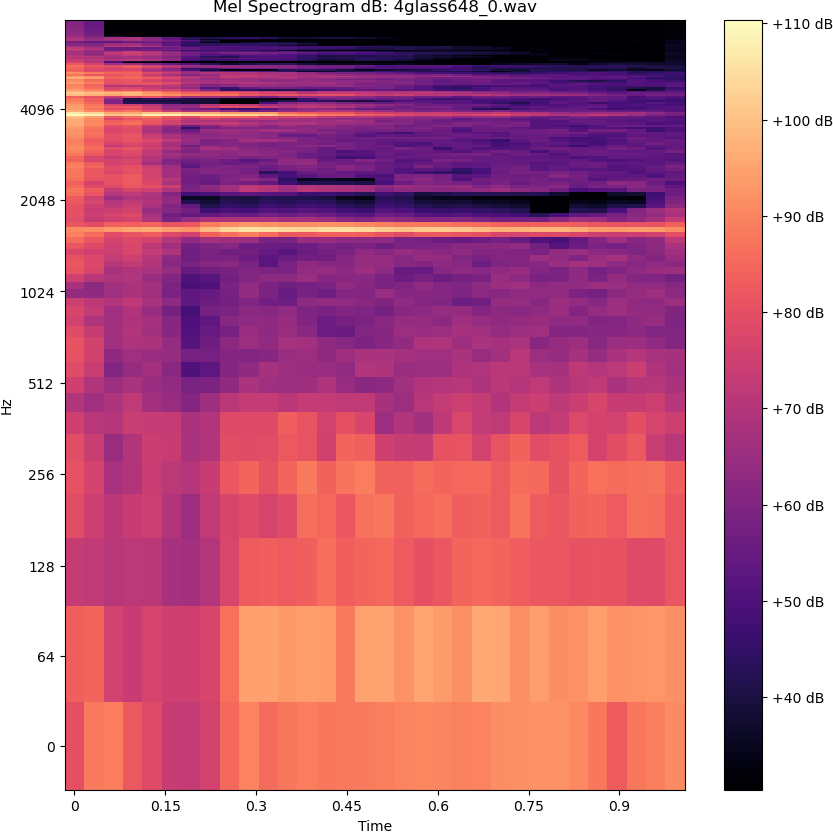 Mel Spectrogram dB: 4glass648_0.wav
+110 dB
4096
+100 dB
2048
+90 dB
1024
+80 dB
512
Hz
+70 dB
256
+60 dB
128
+50 dB
64
+40 dB
0
0 0.15 0.3 0.45 0.6 0.75 0.9
Time